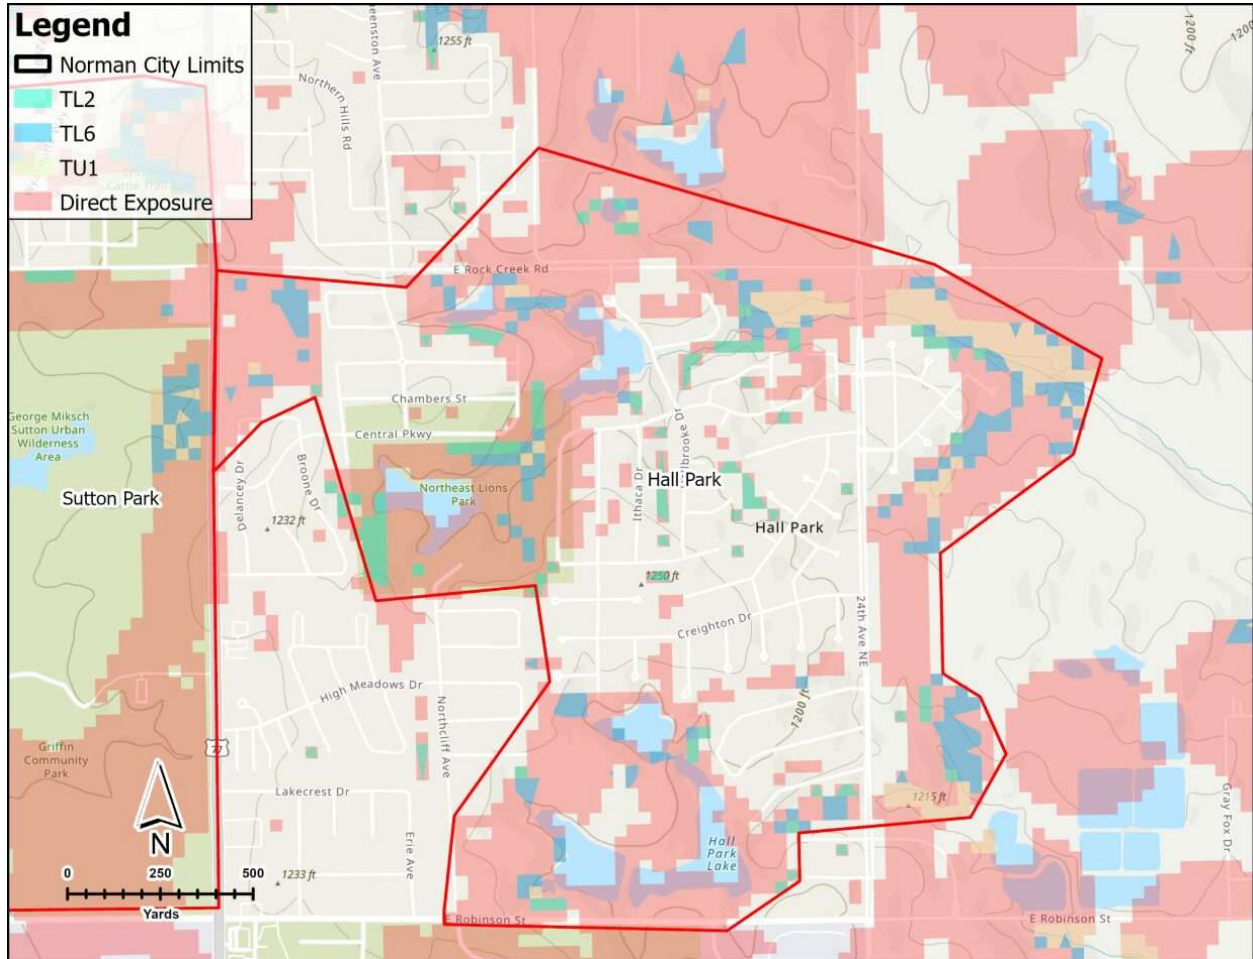 Legend
Norman City Limits
TL2
TL6
TU1
Direct Exposure
1255 ft
Northern Hills Rd
1200 ft
E Rock Creek Rd
Chambers St
Central Pkwy
George Miksch
Sutton Urban
Wilderness
Area
Sutton Park
Delancey Dr
Broone Dr
1232 ft
Northeast Lions
Park
Ithaca Dr
Hall Park
Hall Park
1250 ft
Creighton Dr
24th Ave NE
1200 ft
High Meadows Dr
Northcliff Ave
77
Griffin
Community
Park
Lakecrest Dr
Erie Ave
1233 ft
Hall
Park
Lake
1215 ft
Gray Fox Dr
E Robinson St
E Robinson St
N
0 250 500
Yards